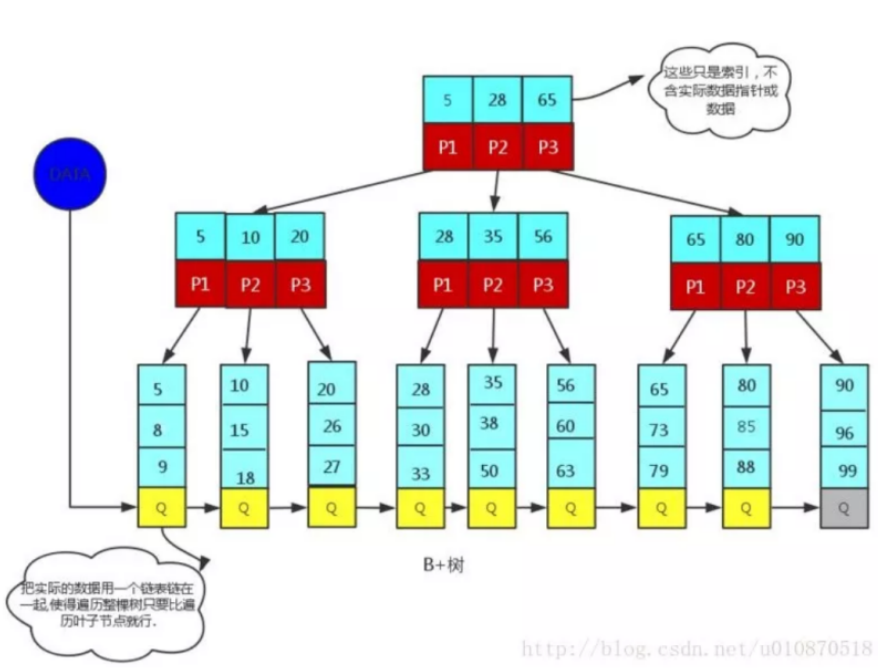 5 28 65
P1 P2 P3
这些只是索引，不
含实际数据指针或
数据
DATA
5 10 20
P1 P2 P3
28 35 56
P1 P2 P3
65 80 90
P1 P2 P3
5 10 20 28 35 56 65 80 90
8 15 26 30 38 60 73 85 96
9 18 27 33 50 63 79 88 99
Q Q Q Q Q Q Q Q Q
B+树
把实际的数据用一个链表链在
一起,使得遍历整棵树只要比遍
历叶子节点就行.
http://blog.csdn.net/u010870518